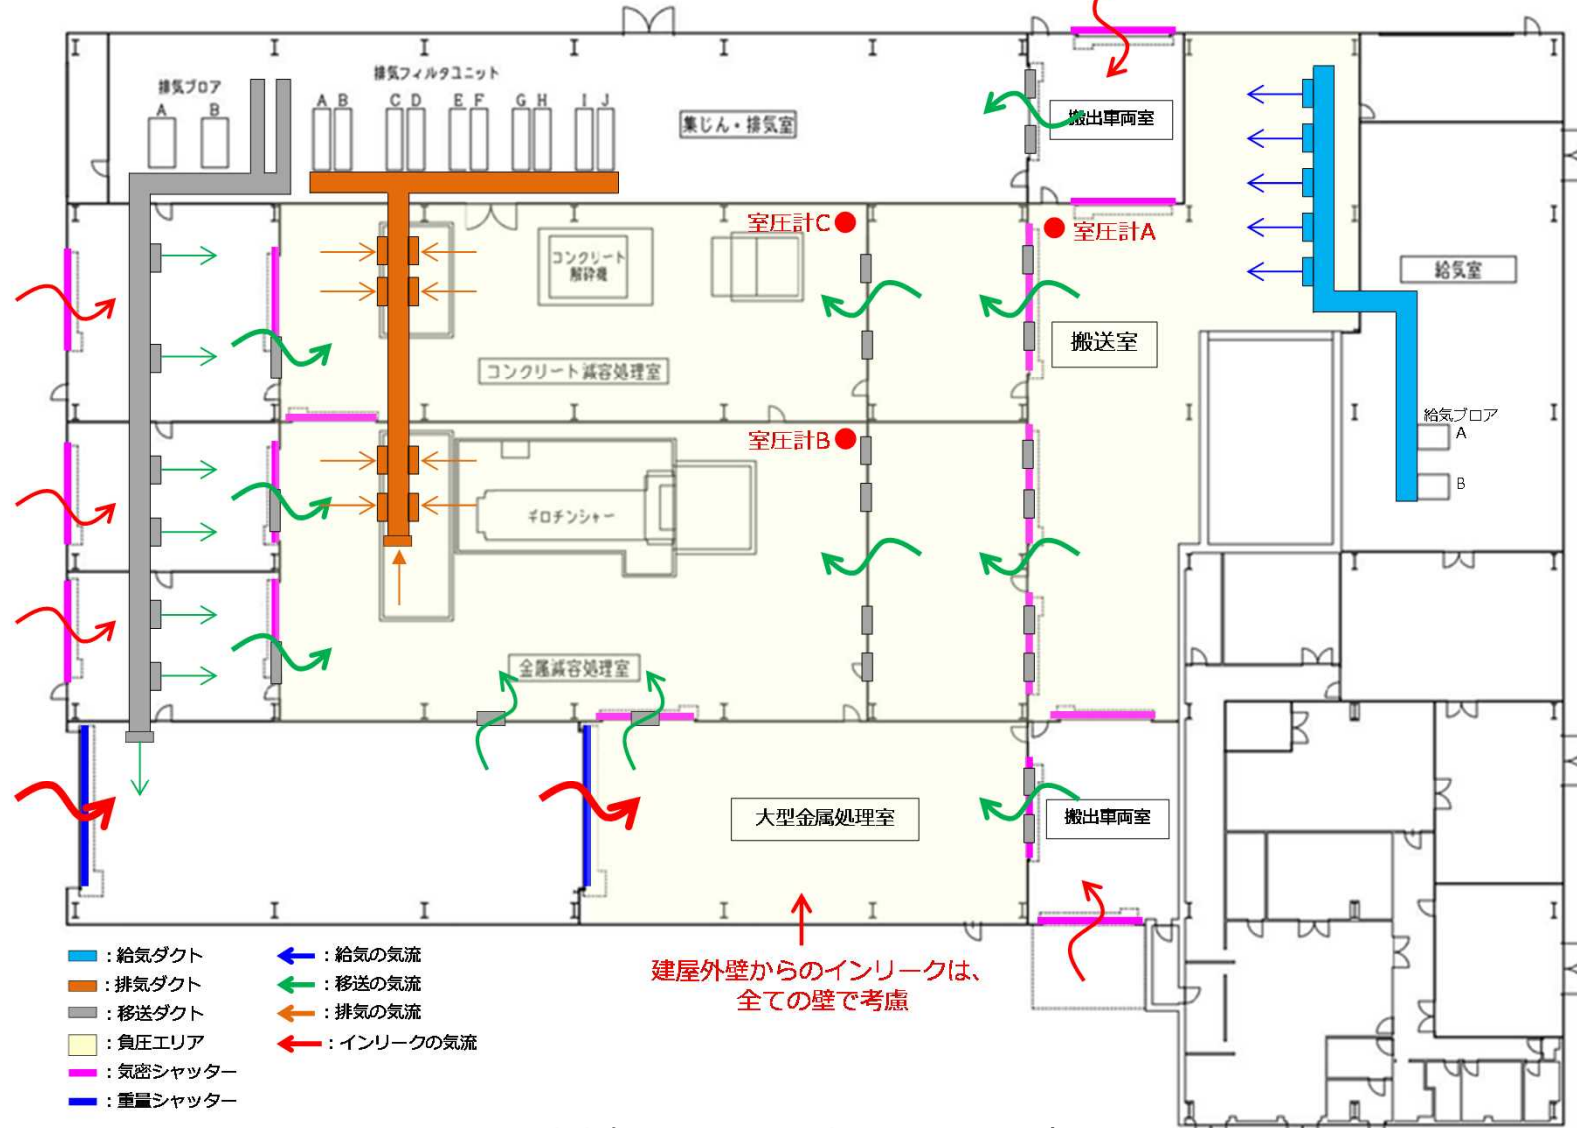 排気ブロア
A
B
排気フィルタユニット
A B C D E F G H I J
集じん・排気室
搬出車両室
室圧計C
室圧計A
コンクリート
解砕機
給気室
搬送室
コンクリート減容処理室
給気ブロア
A
B
室圧計B
ギロチンシャー
金属減容処理室
大型金属処理室
搬出車両室
建屋外壁からのインリークは、
全ての壁で考慮
：給気ダクト
：排気ダクト
：移送ダクト
：負圧エリア
：気密シャッター
：重量シャッター
：給気の気流
：移送の気流
：排気の気流
：インリークの気流